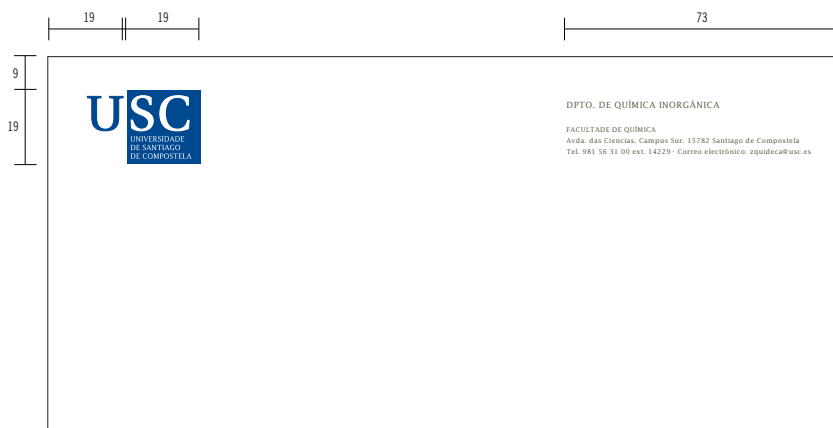 19
19
73
9
19
USC
UNIVERSIDADE
DE SANTIAGO
DE COMPOSTELA
DPTO. DE QUÍMICA INORGÁNICA
FACULTADE DE QUÍMICA
Avda. das Ciencias. Campus Sur. 15782 Santiago de Compostela
Tel. 981 56 31 00 ext. 14229 · Correo electrónico: zquideca@usc.es